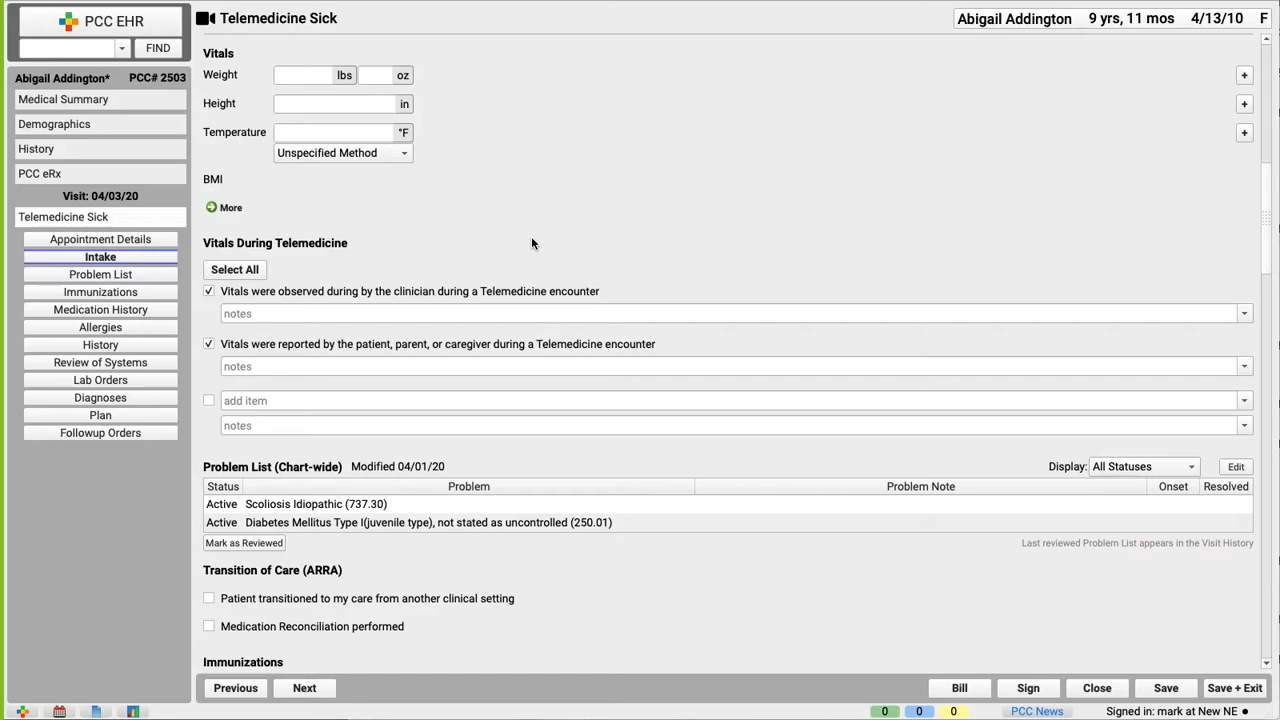 PCC EHR
FIND
Abigail Addington* PCC# 2503
Medical Summary
Demographics
History
PCC eRx
Visit: 04/03/20
Telemedicine Sick
Appointment Details
Intake
Problem List
Immunizations
Medication History
Allergies
History
Review of Systems
Lab Orders
Diagnoses
Plan
Followup Orders
Telemedicine Sick
Abigail Addington 9 yrs, 11 mos 4/13/10 F
Vitals
Weight lbs oz +
Height in +
Temperature °F +
Unspecified Method
BMI
More
Vitals During Telemedicine
Select All
Vitals were observed during by the clinician during a Telemedicine encounter
notes
Vitals were reported by the patient, parent, or caregiver during a Telemedicine encounter
notes
add item
notes
Problem List (Chart-wide) Modified 04/01/20 Display: All Statuses Edit
Status Problem Problem Note Onset Resolved
Active Scoliosis Idiopathic (737.30)
Active Diabetes Mellitus Type I(juvenile type), not stated as uncontrolled (250.01)
Mark as Reviewed Last reviewed Problem List appears in the Visit History
Transition of Care (ARRA)
Patient transitioned to my care from another clinical setting
Medication Reconciliation performed
Immunizations
Previous Next Bill Sign Close Save Save + Exit
0 0 0 PCC News Signed in: mark at New NE